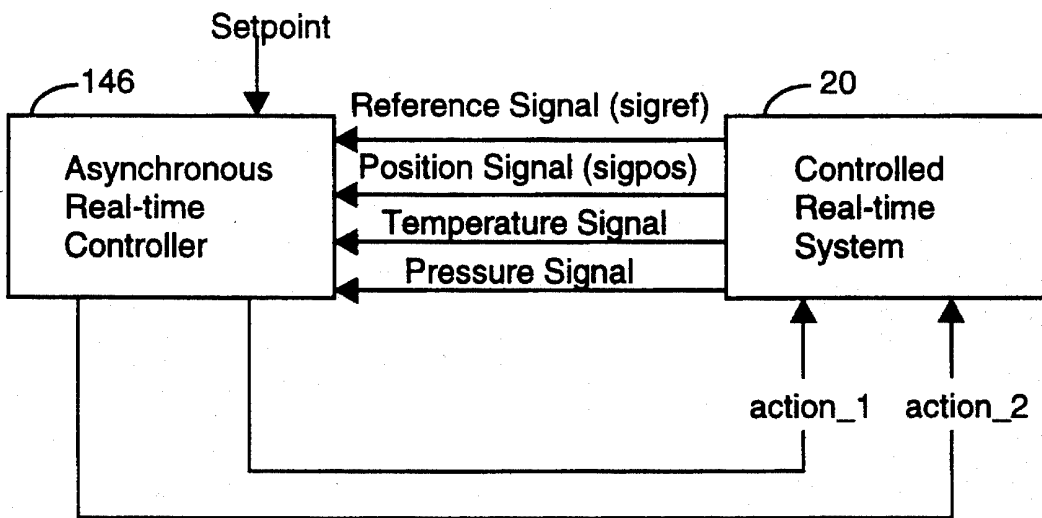 Setpoint
146
20
Reference Signal (sigref)
Position Signal (sigpos)
Temperature Signal
Pressure Signal
Asynchronous
Real-time
Controller
Controlled
Real-time
System
action_1
action_2